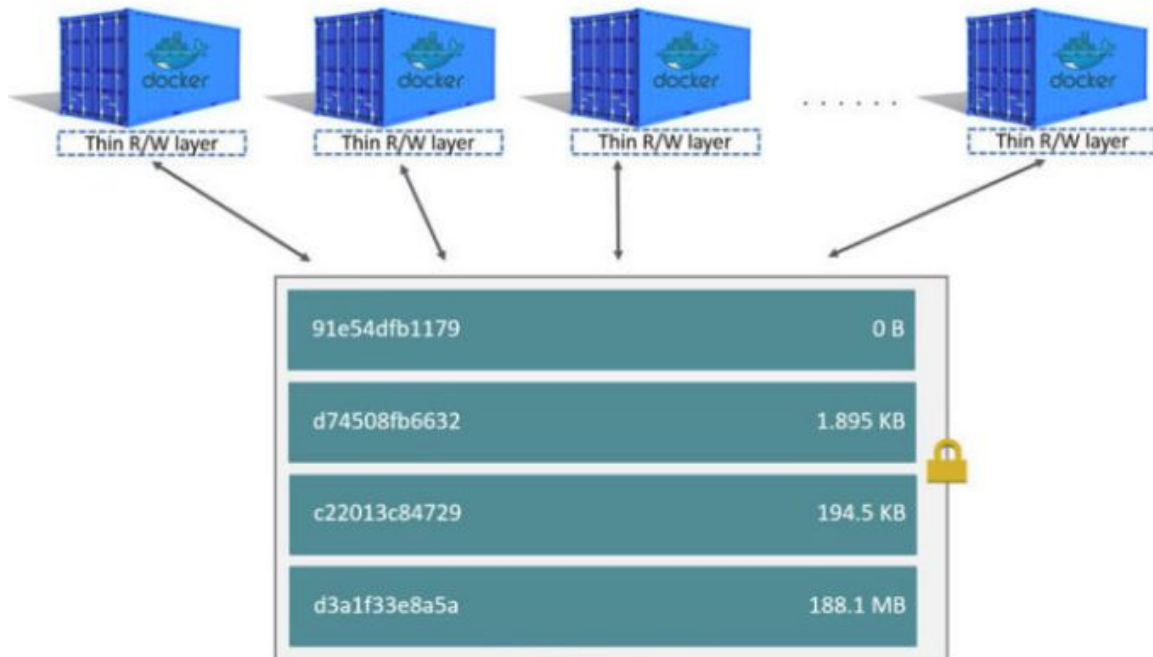 docker
docker
docker
docker
. . . . . .
Thin R/W layer
Thin R/W layer
Thin R/W layer
Thin R/W layer
91e54dfb1179 0 B
d74508fb6632 1.895 KB
c22013c84729 194.5 KB
d3a1f33e8a5a 188.1 MB